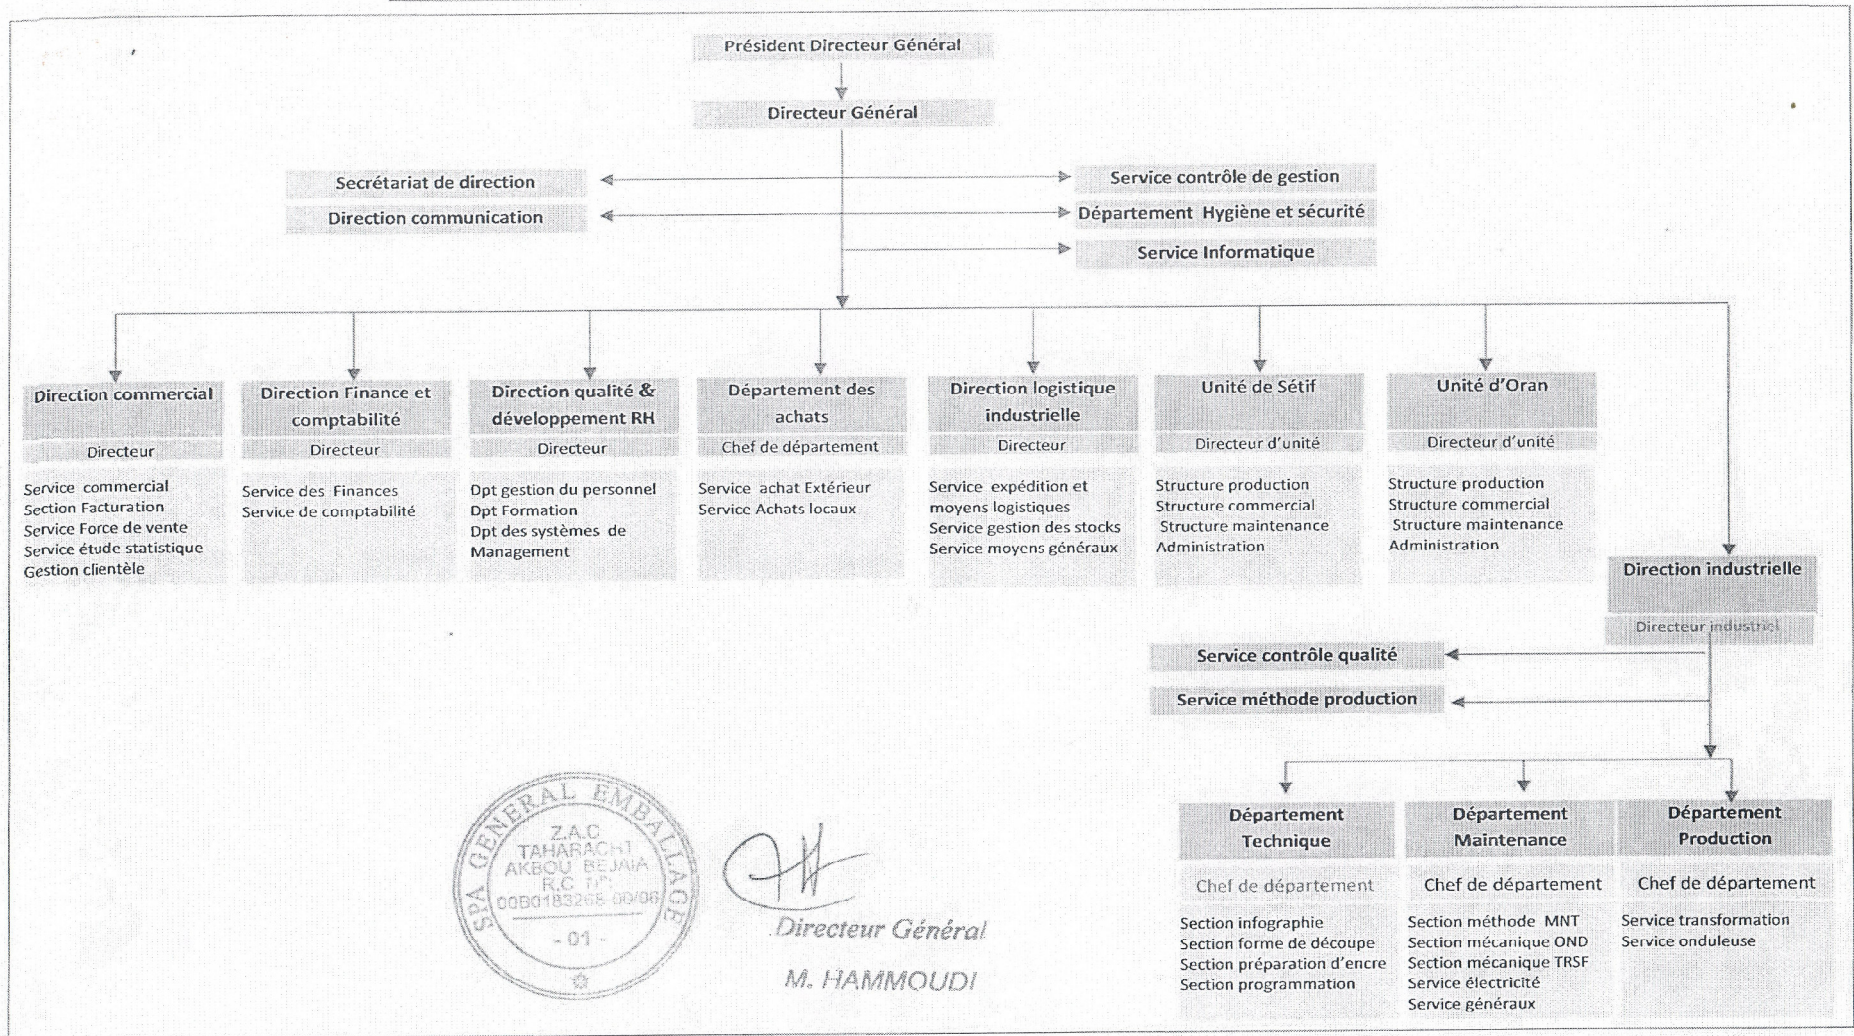 Président Directeur Général
Directeur Général
Secrétariat de direction
Service contrôle de gestion
Direction communication
Département Hygiène et sécurité
Service Informatique
Direction commercial
Directeur
Service commercial
Section Facturation
Service Force de vente
Service étude statistique
Gestion clientèle
Direction Finance et
comptabilité
Directeur
Service des Finances
Service de comptabilité
Direction qualité &
développement RH
Directeur
Dpt gestion du personnel
Dpt Formation
Dpt des systèmes de
Management
Département des
achats
Chef de département
Service achat Extérieur
Service Achats locaux
Direction logistique
industrielle
Directeur
Service expédition et
moyens logistiques
Service gestion des stocks
Service moyens généraux
Unité de Sétif
Directeur d'unité
Structure production
Structure commercial
Structure maintenance
Administration
Unité d'Oran
Directeur d'unité
Structure production
Structure commercial
Structure maintenance
Administration
Direction industrielle
Directeur industriel
Service contrôle qualité
Service méthode production
Département
Technique
Chef de département
Section infographie
Section forme de découpe
Section préparation d'encre
Section programmation
Département
Maintenance
Chef de département
Section méthode MNT
Section mécanique OND
Section mécanique TRSF
Service électricité
Service généraux
Département
Production
Chef de département
Service transformation
Service onduleuse
SPA GENERAL EMBALLAGE
Z.A.C
TAHARACHT
AKBOU BEJAIA
R.C N°:
00B0183268 00/06
- 01 -
Directeur Général
M. HAMMOUDI